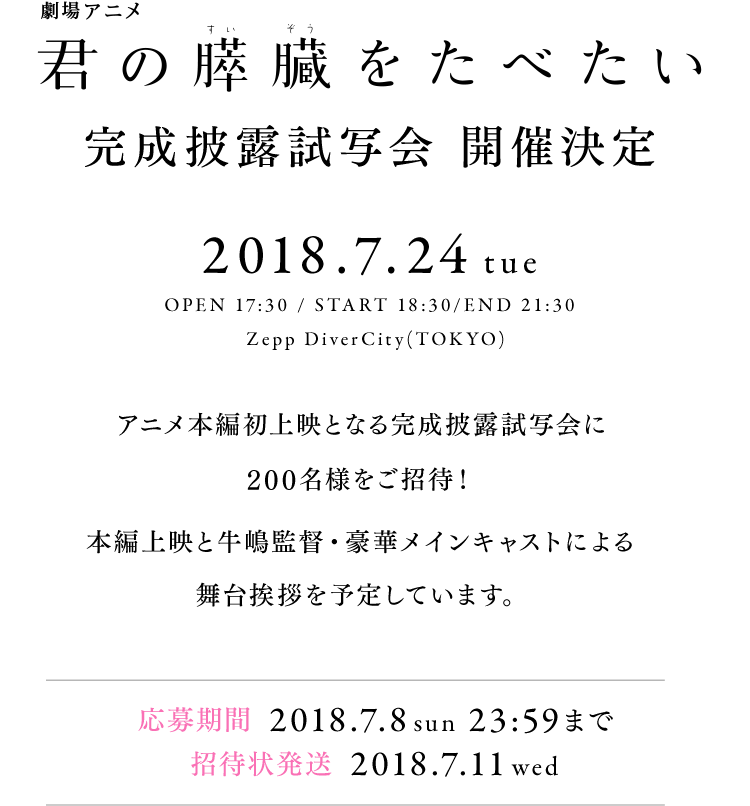 劇場アニメ
すい ぞう
君の膵臓をたべたい
完成披露試写会 開催決定
2018.7.24 tue
OPEN 17:30 / START 18:30/END 21:30
Zepp DiverCity(TOKYO)
アニメ本編初上映となる完成披露試写会に
200名様をご招待!
本編上映と牛嶋監督・豪華メインキャストによる
舞台挨拶を予定しています。
応募期間 2018.7.8 sun 23:59まで
招待状発送 2018.7.11 wed